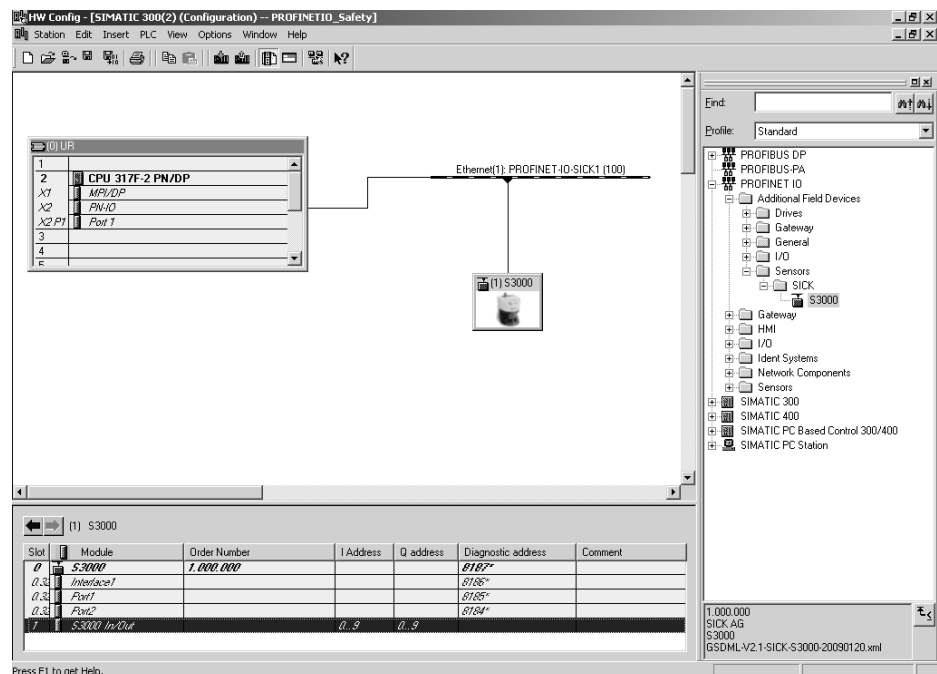 HW Config - [SIMATIC 300(2) (Configuration) -- PROFINETIO_Safety]
Station Edit Insert PLC View Options Window Help
(0) UR
1
2 CPU 317F-2 PN/DP
X1 MPI/DP
X2 PN-IO
X2 P1 Port 1
3
4
5
Ethernet(1): PROFINET-IO-SICK1 (100)
(1) S3000
Find:
Profile: Standard
PROFIBUS DP
PROFIBUS-PA
PROFINET IO
Additional Field Devices
Drives
Gateway
General
I/O
Sensors
SICK
S3000
Gateway
HMI
I/O
Ident Systems
Network Components
Sensors
SIMATIC 300
SIMATIC 400
SIMATIC PC Based Control 300/400
SIMATIC PC Station
(1) S3000
Slot Module Order Number I Address Q address Diagnostic address Comment
0 S3000 1.000.000 8187*
Interface1 8186*
Port1 8185*
Port2 8184*
1 S3000 In/Out 0..9 0..9
1.000.000
SICK AG
S3000
GSDML-V2.1-SICK-S3000-20090120.xml
Press F1 to get Help.